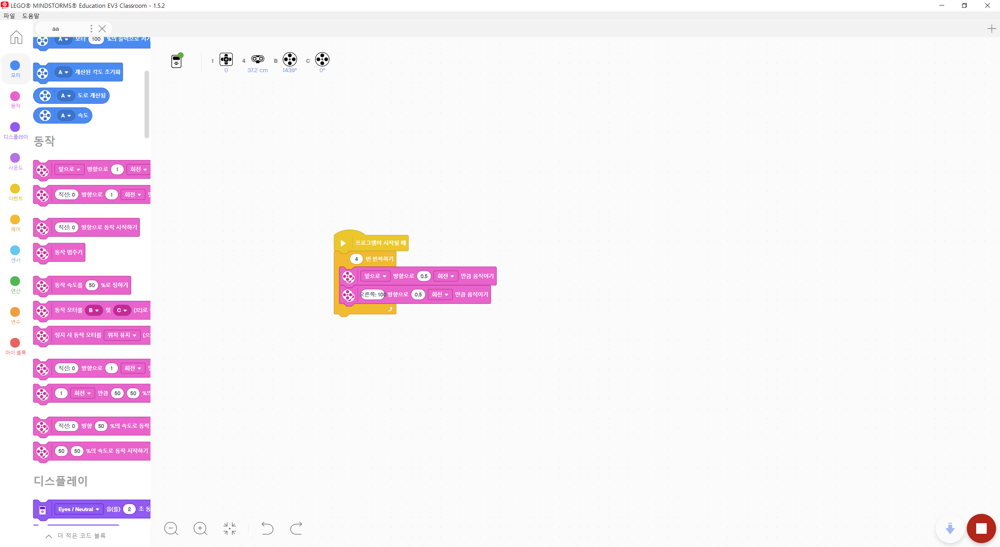 LEGO® MINDSTORMS® Education EV3 Classroom - 1.5.2
파일 도움말
aa
A 모터 100 %의 출력으로 켜기
1 4 B C
0 37.2 cm 1439° 0°
모터
A 계산된 각도 초기화
A 도로 계산됨
동작
A 속도
디스플레이
동작
사운드
앞으로 방향으로 1 회전
이벤트
직선: 0 방향으로 1 회전
제어
직선: 0 방향으로 동작 시작하기
프로그램이 시작될 때
센서
동작 멈추기
4 번 반복하기
앞으로 방향으로 0.5 회전 만큼 움직이기
연산
동작 속도를 50 %로 정하기
오른쪽: 100 방향으로 0.5 회전 만큼 움직이기
동작 모터를 B 및 C (으)로
변수
정지 시 동작 모터를 위치 유지 (으)
마이 블록
직선: 0 방향으로 1 회전
1 회전 만큼 50 50 %의
직선: 0 방향 50 %의 속도로 동작
50 50 %의 속도로 동작 시작하기
디스플레이
Eyes / Neutral 을(를) 2 초 동
더 적은 코드 블록